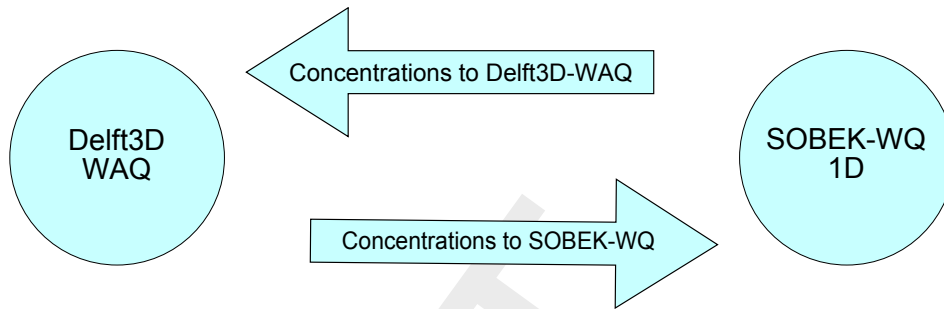 Concentrations to Delft3D-WAQ
Delft3D
WAQ
SOBEK-WQ
1D
Concentrations to SOBEK-WQ